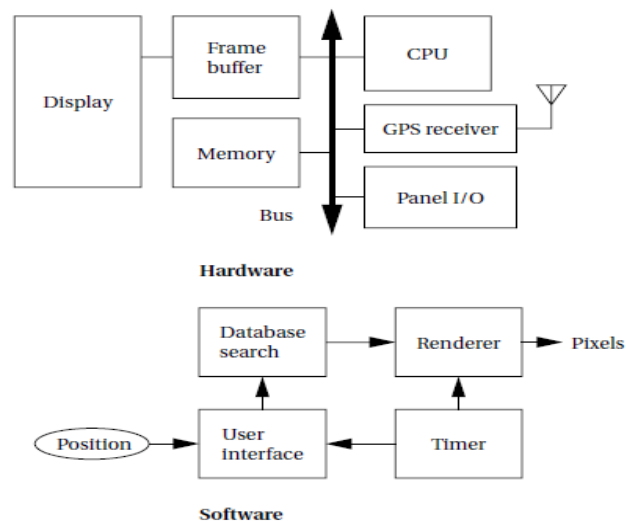 Display
Frame
buffer
CPU
Memory
GPS receiver
Panel I/O
Bus
Hardware
Database
search
Renderer
Pixels
Position
User
interface
Timer
Software